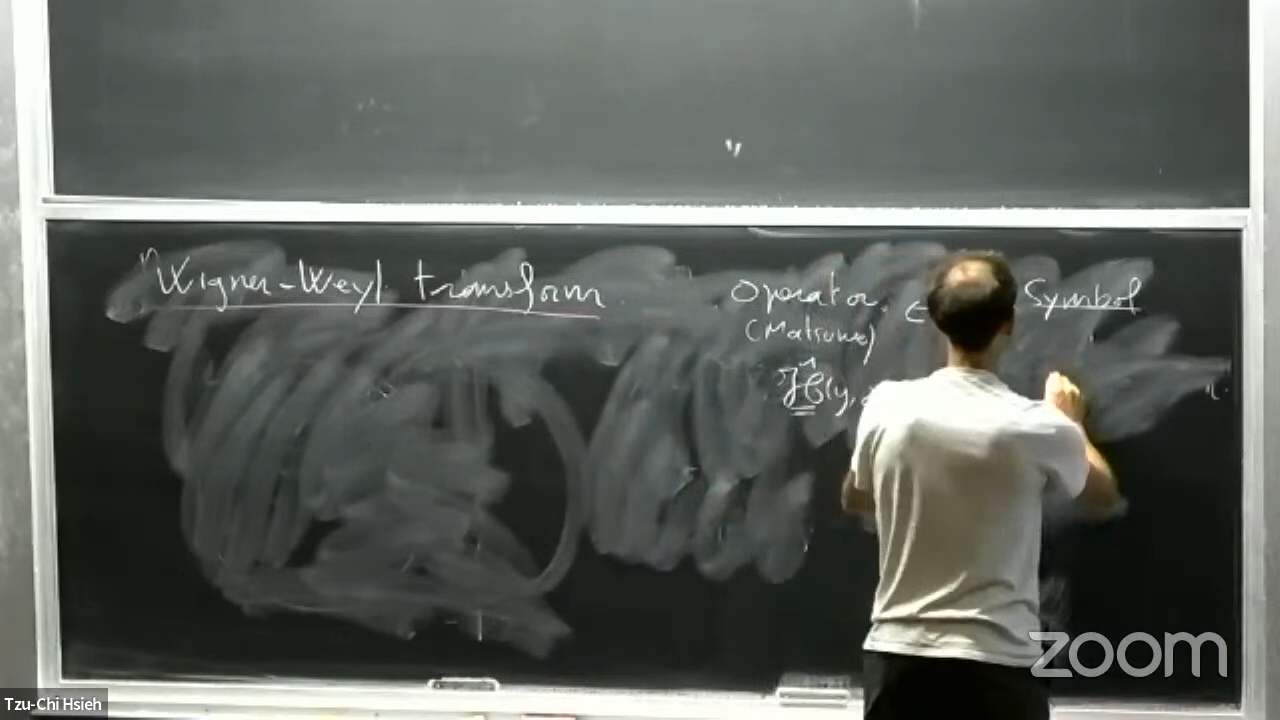 "Wigner-Weyl transform
Operator Symbol
(Matsuno)
Ĥ(y,
zoom
Tzu-Chi Hsieh